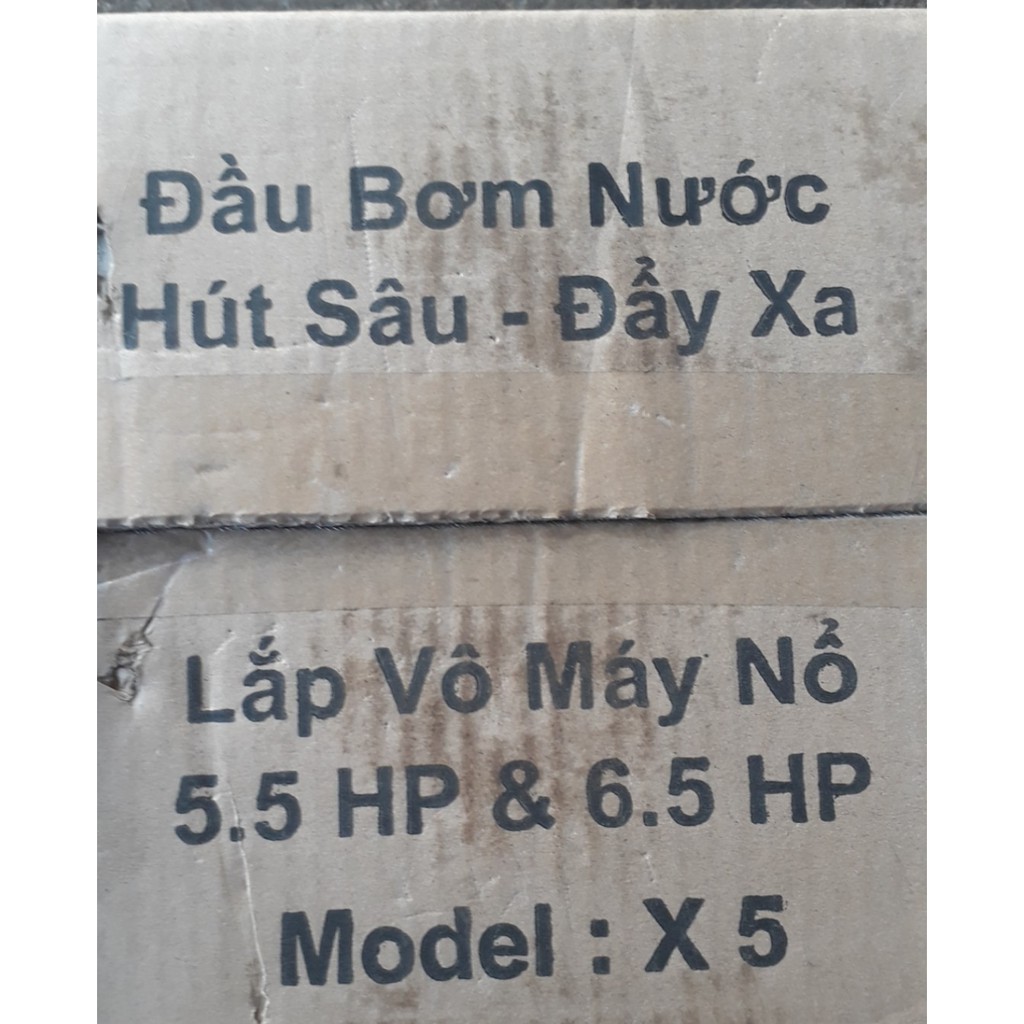 Đầu Bơm Nước
Hút Sâu - Đẩy Xa
Lắp Vô Máy Nổ
5.5 HP & 6.5 HP
Model : X 5